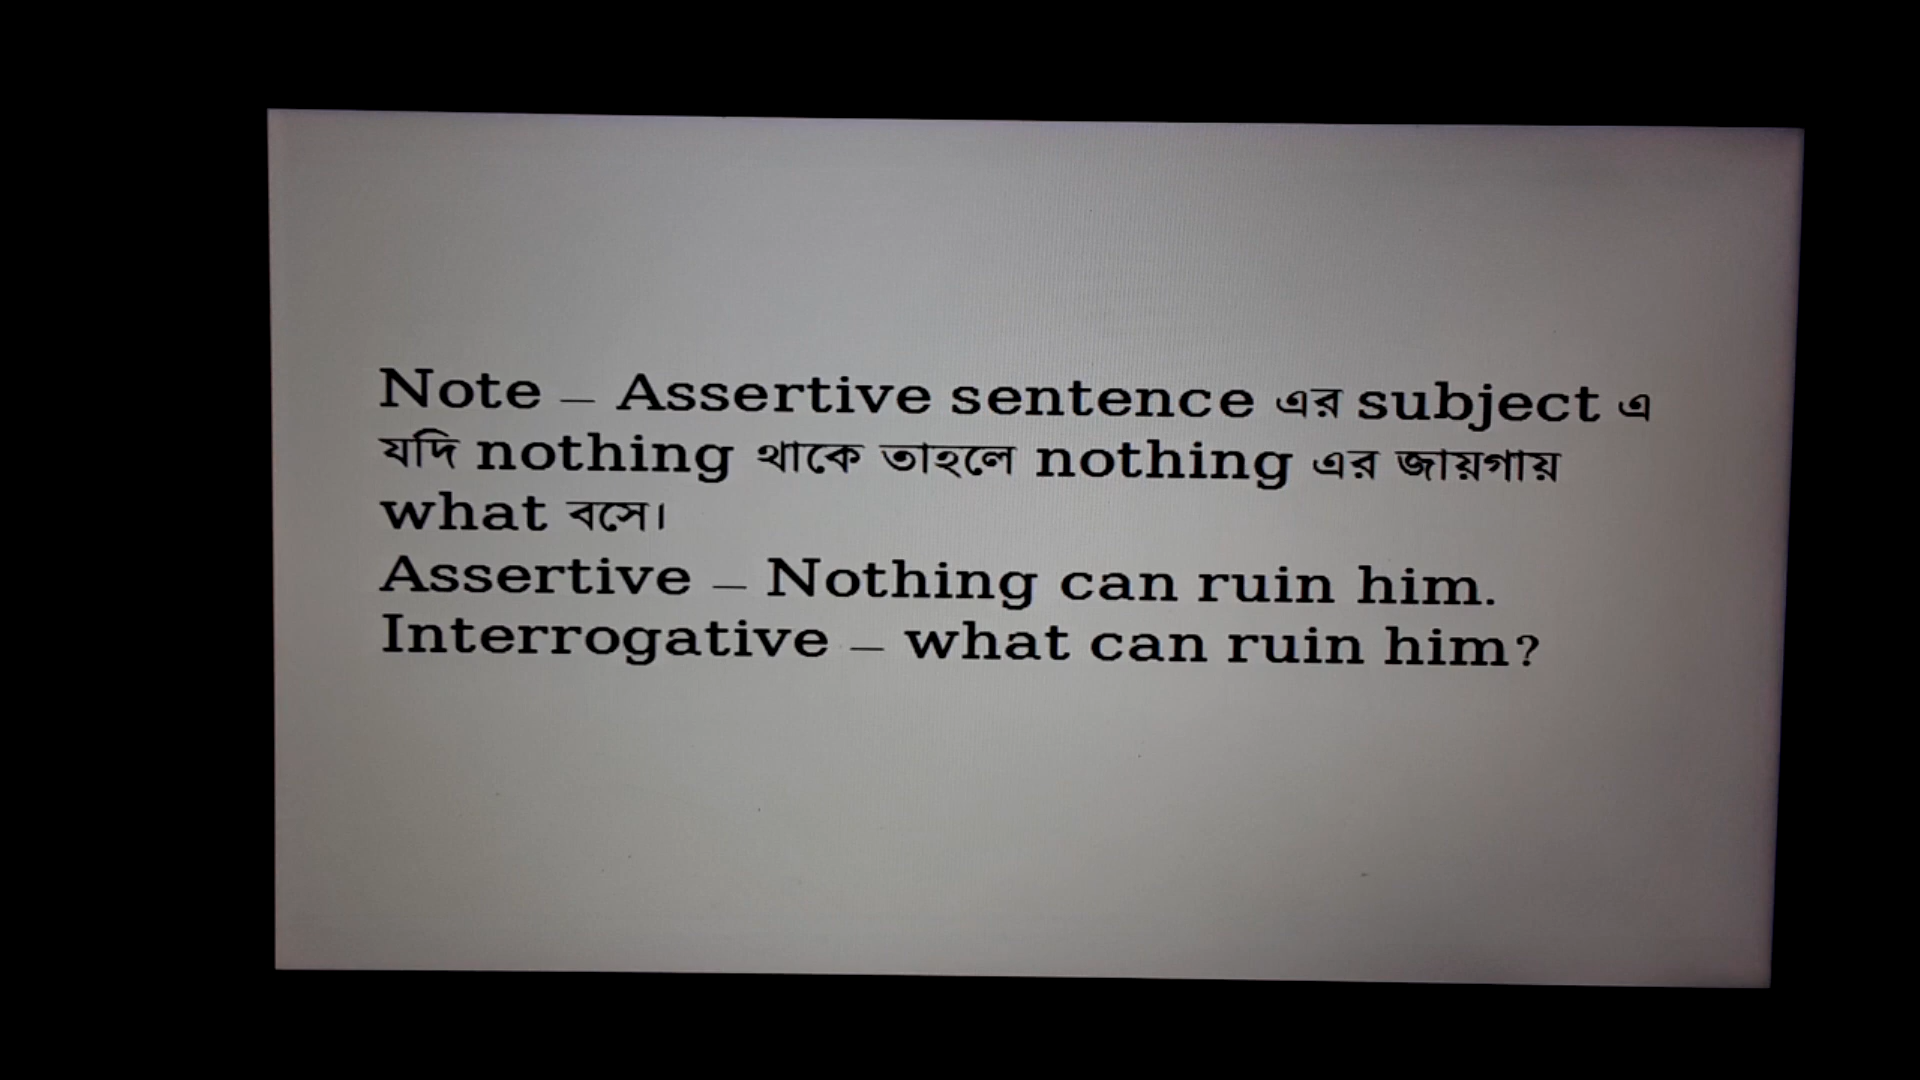 Note – Assertive sentence এর subject এ
যদি nothing থাকে তাহলে nothing এর জায়গায়
what বসে।
Assertive – Nothing can ruin him.
Interrogative – what can ruin him?